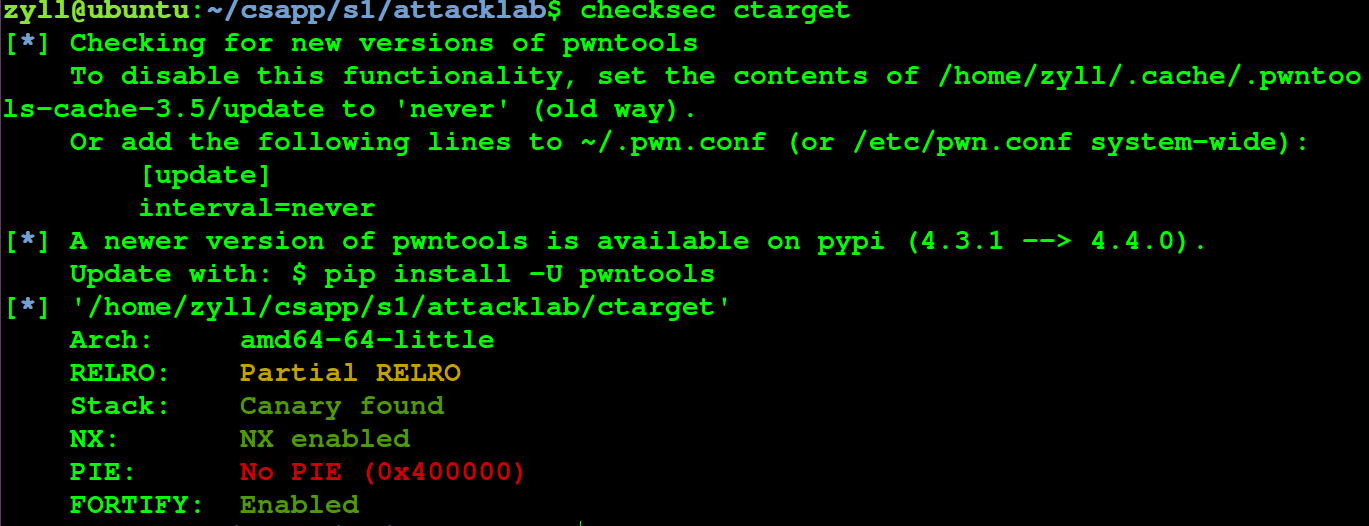 zyll@ubuntu:~/csapp/s1/attacklab$ checksec ctarget
[*] Checking for new versions of pwntools
    To disable this functionality, set the contents of /home/zyll/.cache/.pwntoo
ls-cache-3.5/update to 'never' (old way).
    Or add the following lines to ~/.pwn.conf (or /etc/pwn.conf system-wide):
        [update]
        interval=never
[*] A newer version of pwntools is available on pypi (4.3.1 --> 4.4.0).
    Update with: $ pip install -U pwntools
[*] '/home/zyll/csapp/s1/attacklab/ctarget'
    Arch:     amd64-64-little
    RELRO:    Partial RELRO
    Stack:    Canary found
    NX:       NX enabled
    PIE:      No PIE (0x400000)
    FORTIFY:  Enabled